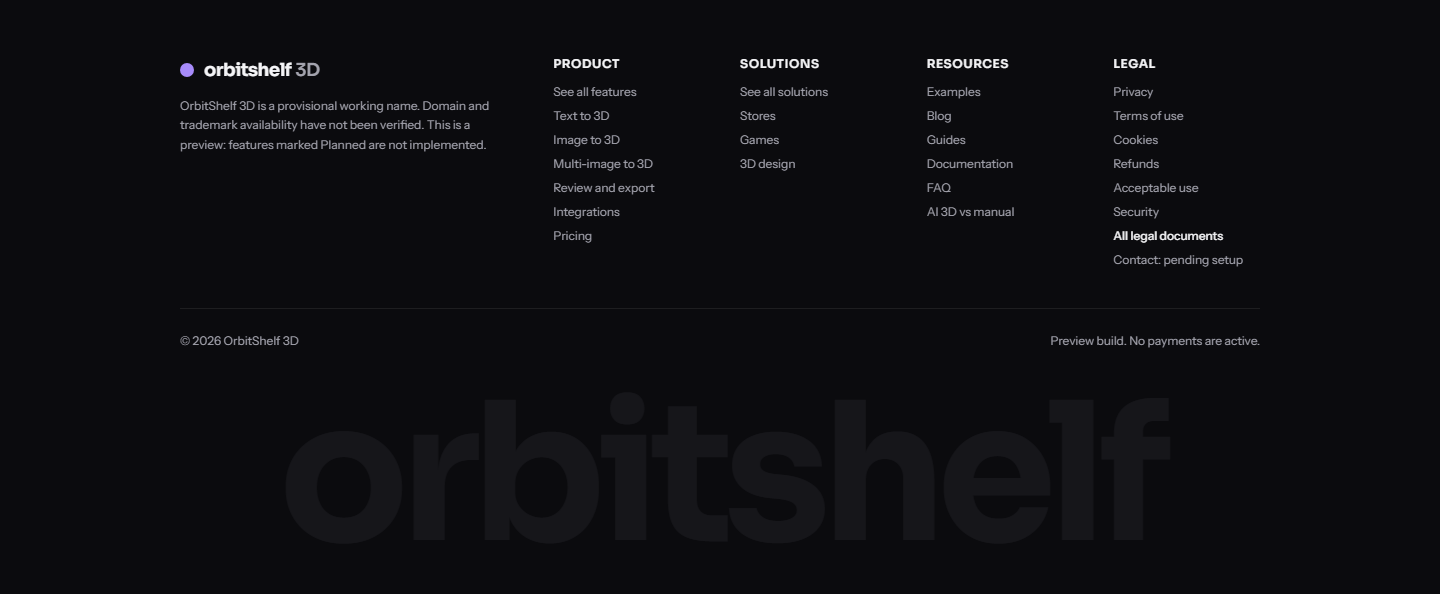 orbitshelf 3D
OrbitShelf 3D is a provisional working name. Domain and
trademark availability have not been verified. This is a
preview: features marked Planned are not implemented.
PRODUCT
See all features
Text to 3D
Image to 3D
Multi-image to 3D
Review and export
Integrations
Pricing
SOLUTIONS
See all solutions
Stores
Games
3D design
RESOURCES
Examples
Blog
Guides
Documentation
FAQ
AI 3D vs manual
LEGAL
Privacy
Terms of use
Cookies
Refunds
Acceptable use
Security
All legal documents
Contact: pending setup
© 2026 OrbitShelf 3D
Preview build. No payments are active.
orbitshelf